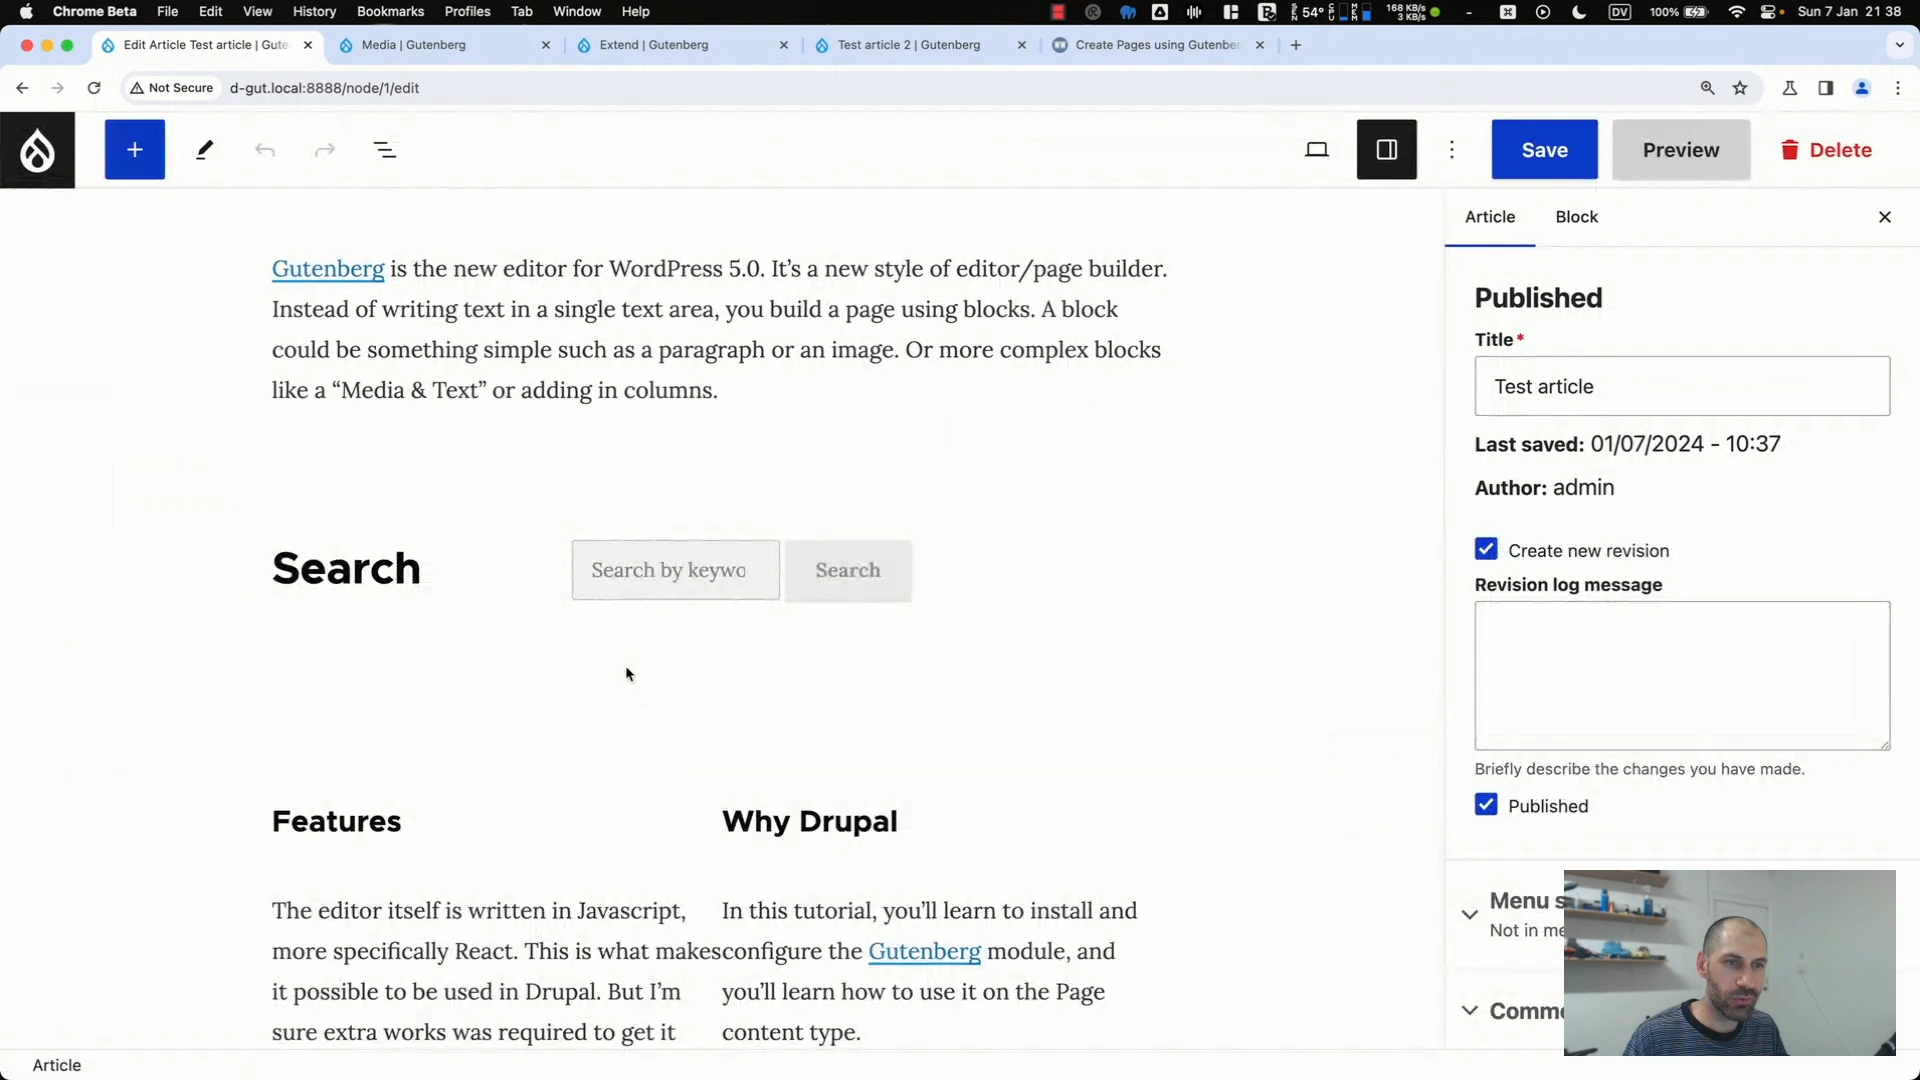 Chrome Beta File Edit View History Bookmarks Profiles Tab Window Help 54° 168 KB/s 3 KB/s DV 100% Sun 7 Jan 21 38
Edit Article Test article | Gute Media | Gutenberg Extend | Gutenberg Test article 2 | Gutenberg Create Pages using Gutenber
Not Secure d-gut.local:8888/node/1/edit
Save Preview Delete
Article Block
Published
Title*
Test article
Last saved: 01/07/2024 - 10:37
Author: admin
Create new revision
Revision log message
Briefly describe the changes you have made.
Published
Menu s
Not in me
Comme
Gutenberg is the new editor for WordPress 5.0. It’s a new style of editor/page builder.
Instead of writing text in a single text area, you build a page using blocks. A block
could be something simple such as a paragraph or an image. Or more complex blocks
like a “Media & Text” or adding in columns.
Search Search by keywo Search
Features
The editor itself is written in Javascript,
more specifically React. This is what makes
it possible to be used in Drupal. But I’m
sure extra works was required to get it
Why Drupal
In this tutorial, you’ll learn to install and
configure the Gutenberg module, and
you’ll learn how to use it on the Page
content type.
Article